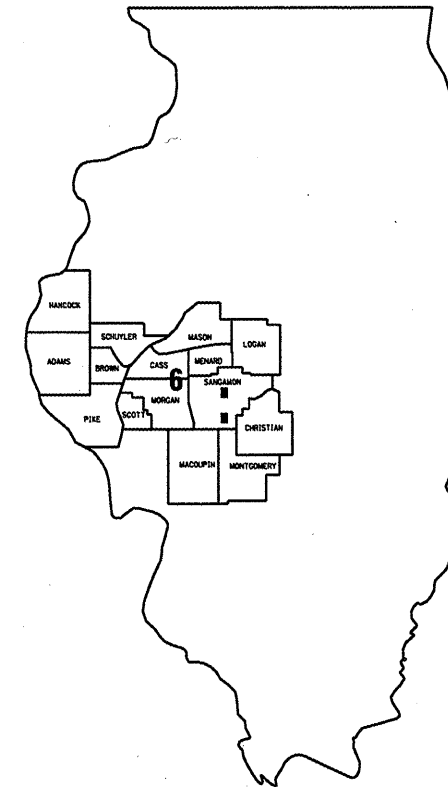 HANCOCK
SCHUYLER
MASON
LOGAN
ADAMS
BROWN
CASS
MENARD
6
SANGAMON
PIKE
SCOTT
MORGAN
CHRISTIAN
MACOUPIN
MONTGOMERY